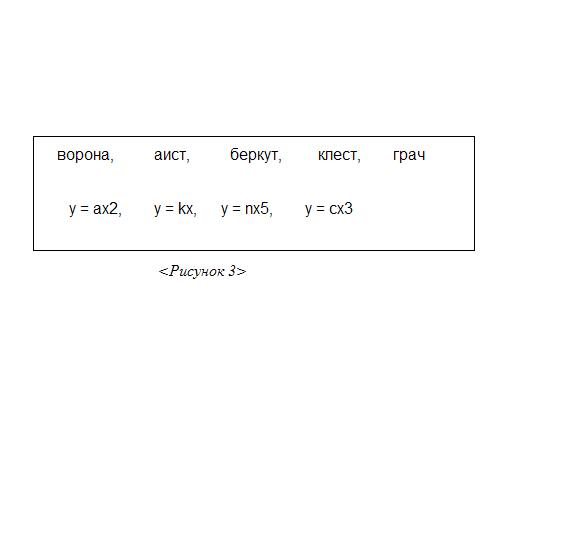 ворона, аист, беркут, клест, грач
y = ax2, y = kx, y = nx5, y = cx3
<Рисунок 3>